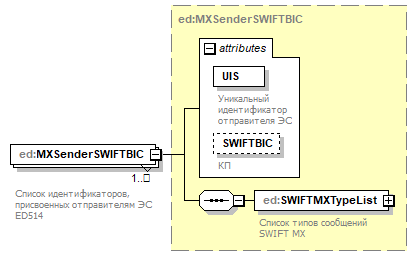 ed:MXSenderSWIFTBIC
attributes
UIS
Уникальный
идентификатор
отправителя ЭС
SWIFTBIC
КП
ed:MXSenderSWIFTBIC
1..
Список идентификаторов,
присвоенных отправителям ЭС
ED514
ed:SWIFTMXTypeList
Список типов сообщений
SWIFT MX